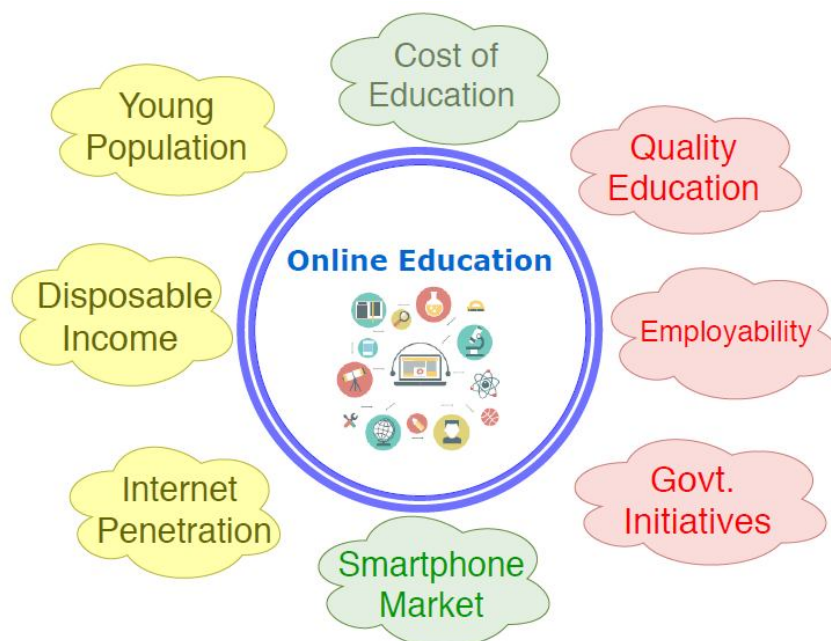 Cost of
Education
Young
Population
Quality
Education
Online Education
Disposable
Income
Employability
Internet
Penetration
Govt.
Initiatives
Smartphone
Market